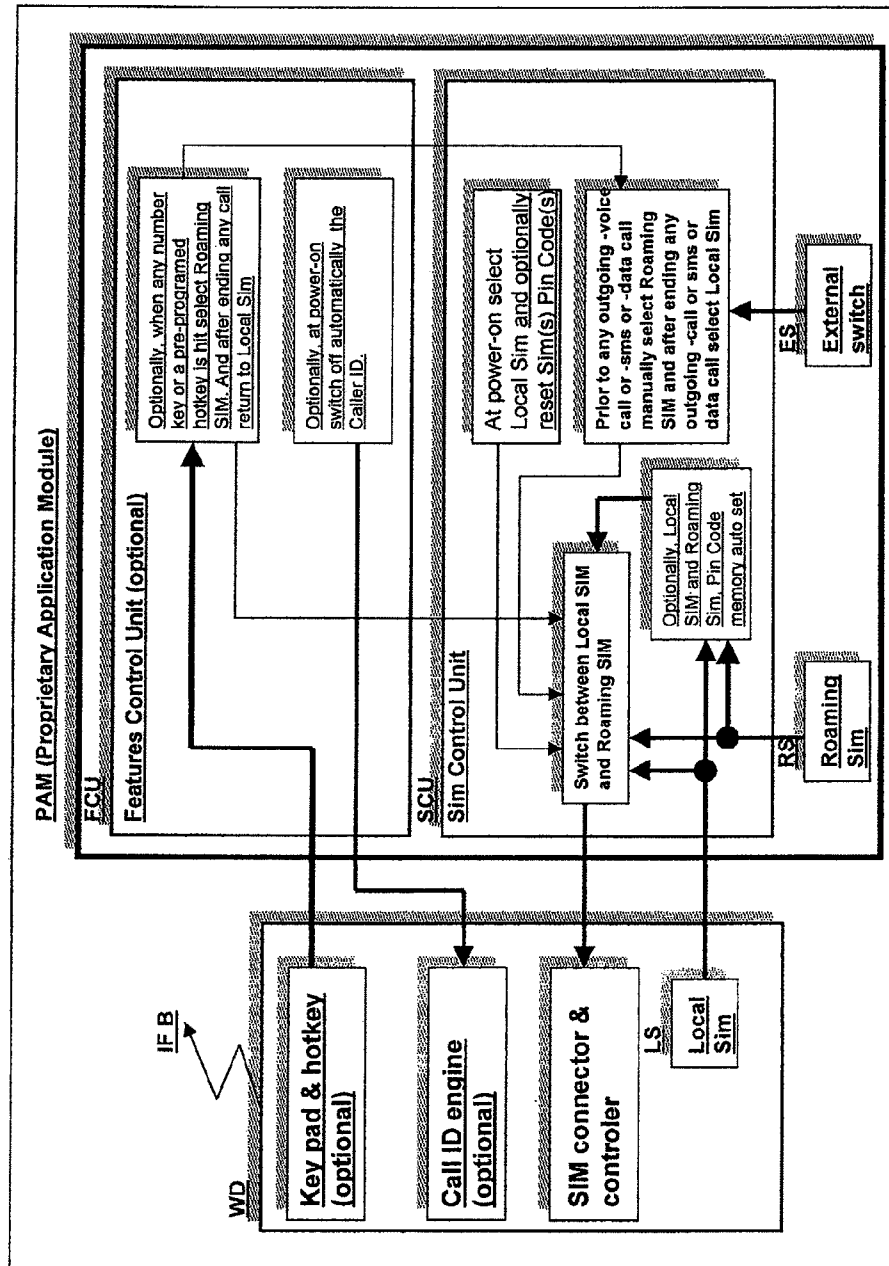 PAM (Proprietary Application Module)
FCU
Features Control Unit (optional)
Optionally, when any number
key or a pre-programed
hotkey is hit select Roaming
SIM. And after ending any call
return to Local SIm
Optionally, at power-on
switch off automatically the
Caller ID.
SCU
Sim Control Unit
At power-on select
Local Sim and optionally
reset Sim(s) Pin Code(s)
Prior to any outgoing -voice
call or -sms or -data call
manually select Roaming
SIM and after ending any
outgoing -call or sms or
data call select Local Sim
Switch between Local SIM
and Roaming SIM
Optionally, Local
SIM and Roaming
Sim, Pin Code
memory auto set
RS
Roaming
Sim
ES
External
switch
IF B
WD
Key pad & hotkey
(optional)
Call ID engine
(optional)
SIM connector &
controler
LS
Local
Sim